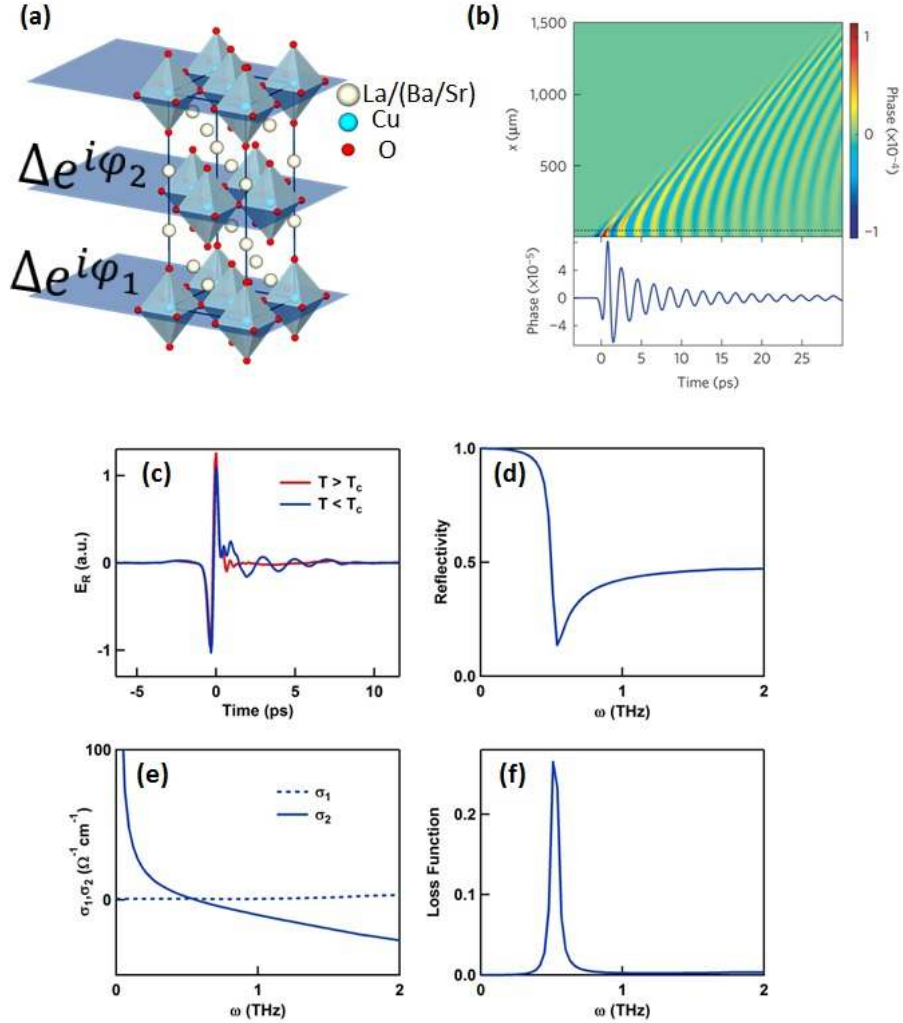 (a)
La/(Ba/Sr)
Cu
O
Δe^{iφ_2}
Δe^{iφ_1}
(b)
1,500
1,000
500
x (μm)
1
0
−1
Phase (×10⁻⁴)
4
0
−4
Phase (×10⁻⁵)
0 5 10 15 20 25
Time (ps)
(c)
T > T_c
T < T_c
1
0
-1
E_R (a.u.)
-5 0 5 10
Time (ps)
(d)
1.0
0.5
0.0
Reflectivity
0 1 2
ω (THz)
(e)
100
0
σ₁
σ₂
σ₁,σ₂ (Ω⁻¹ cm⁻¹)
0 1 2
ω (THz)
(f)
0.2
0.1
0.0
Loss Function
0 1 2
ω (THz)